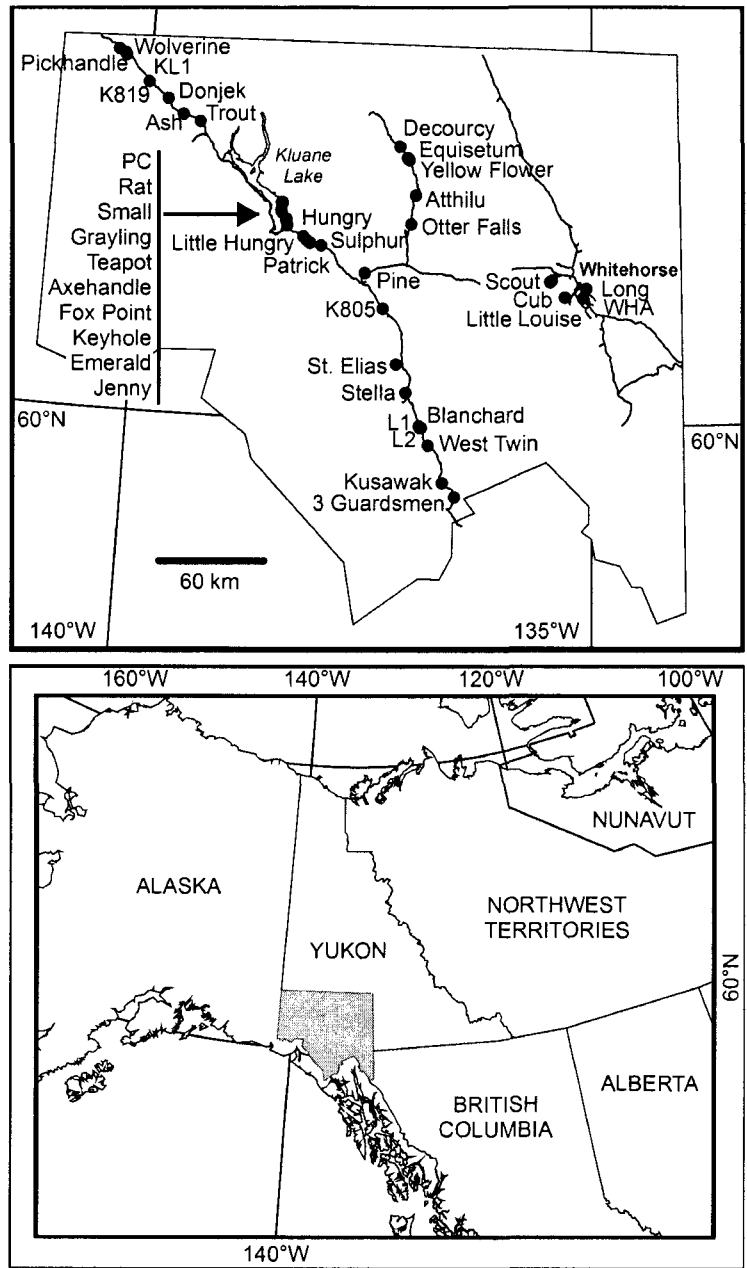 Wolverine
Pickhandle
KL1
K819
Donjek
Ash
Trout
PC
Rat
Small
Grayling
Teapot
Axehandle
Fox Point
Keyhole
Emerald
Jenny
Kluane
Lake
Hungry
Little Hungry
Sulphur
Patrick
Decourcy
Equisetum
Yellow Flower
Atthilu
Otter Falls
Pine
K805
Scout
Whitehorse
Cub
Long
WHA
Little Louise
St. Elias
Stella
L1
Blanchard
L2
West Twin
Kusawak
3 Guardsmen
60°N
60°N
60 km
140°W
135°W
160°W
140°W
120°W
100°W
NUNAVUT
ALASKA
NORTHWEST
TERRITORIES
YUKON
60°N
ALBERTA
BRITISH
COLUMBIA
140°W